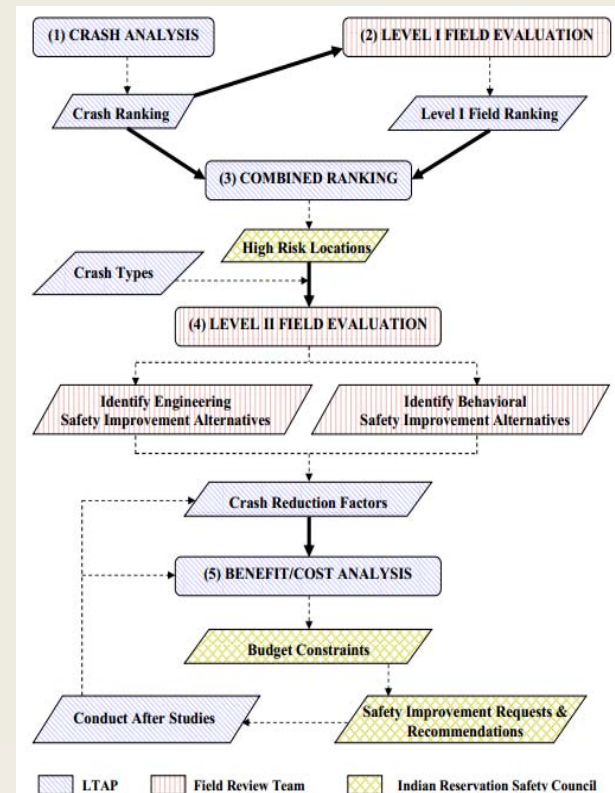 (1) CRASH ANALYSIS
(2) LEVEL I FIELD EVALUATION
Crash Ranking
Level I Field Ranking
(3) COMBINED RANKING
High Risk Locations
Crash Types
(4) LEVEL II FIELD EVALUATION
Identify Engineering
Safety Improvement Alternatives
Identify Behavioral
Safety Improvement Alternatives
Crash Reduction Factors
(5) BENEFIT/COST ANALYSIS
Budget Constraints
Conduct After Studies
Safety Improvement Requests &
Recommendations
LTAP
Field Review Team
Indian Reservation Safety Council